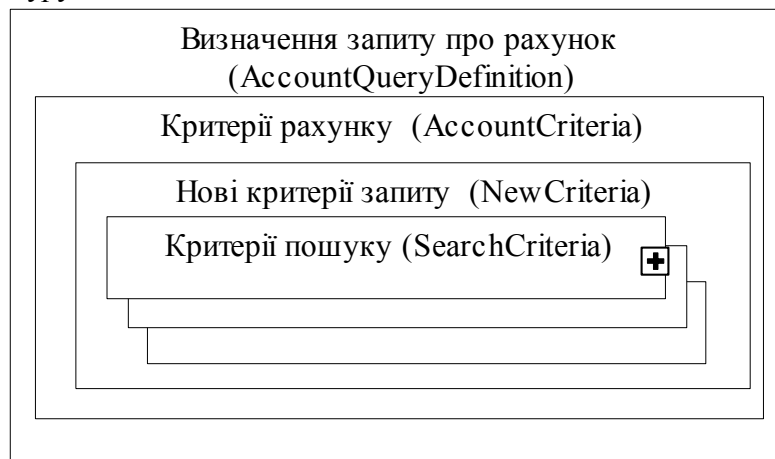 Визначення запиту про рахунок
(AccountQueryDefinition)
Критерії рахунку (AccountCriteria)
Нові критерії запиту (NewCriteria)
Критерії пошуку (SearchCriteria)